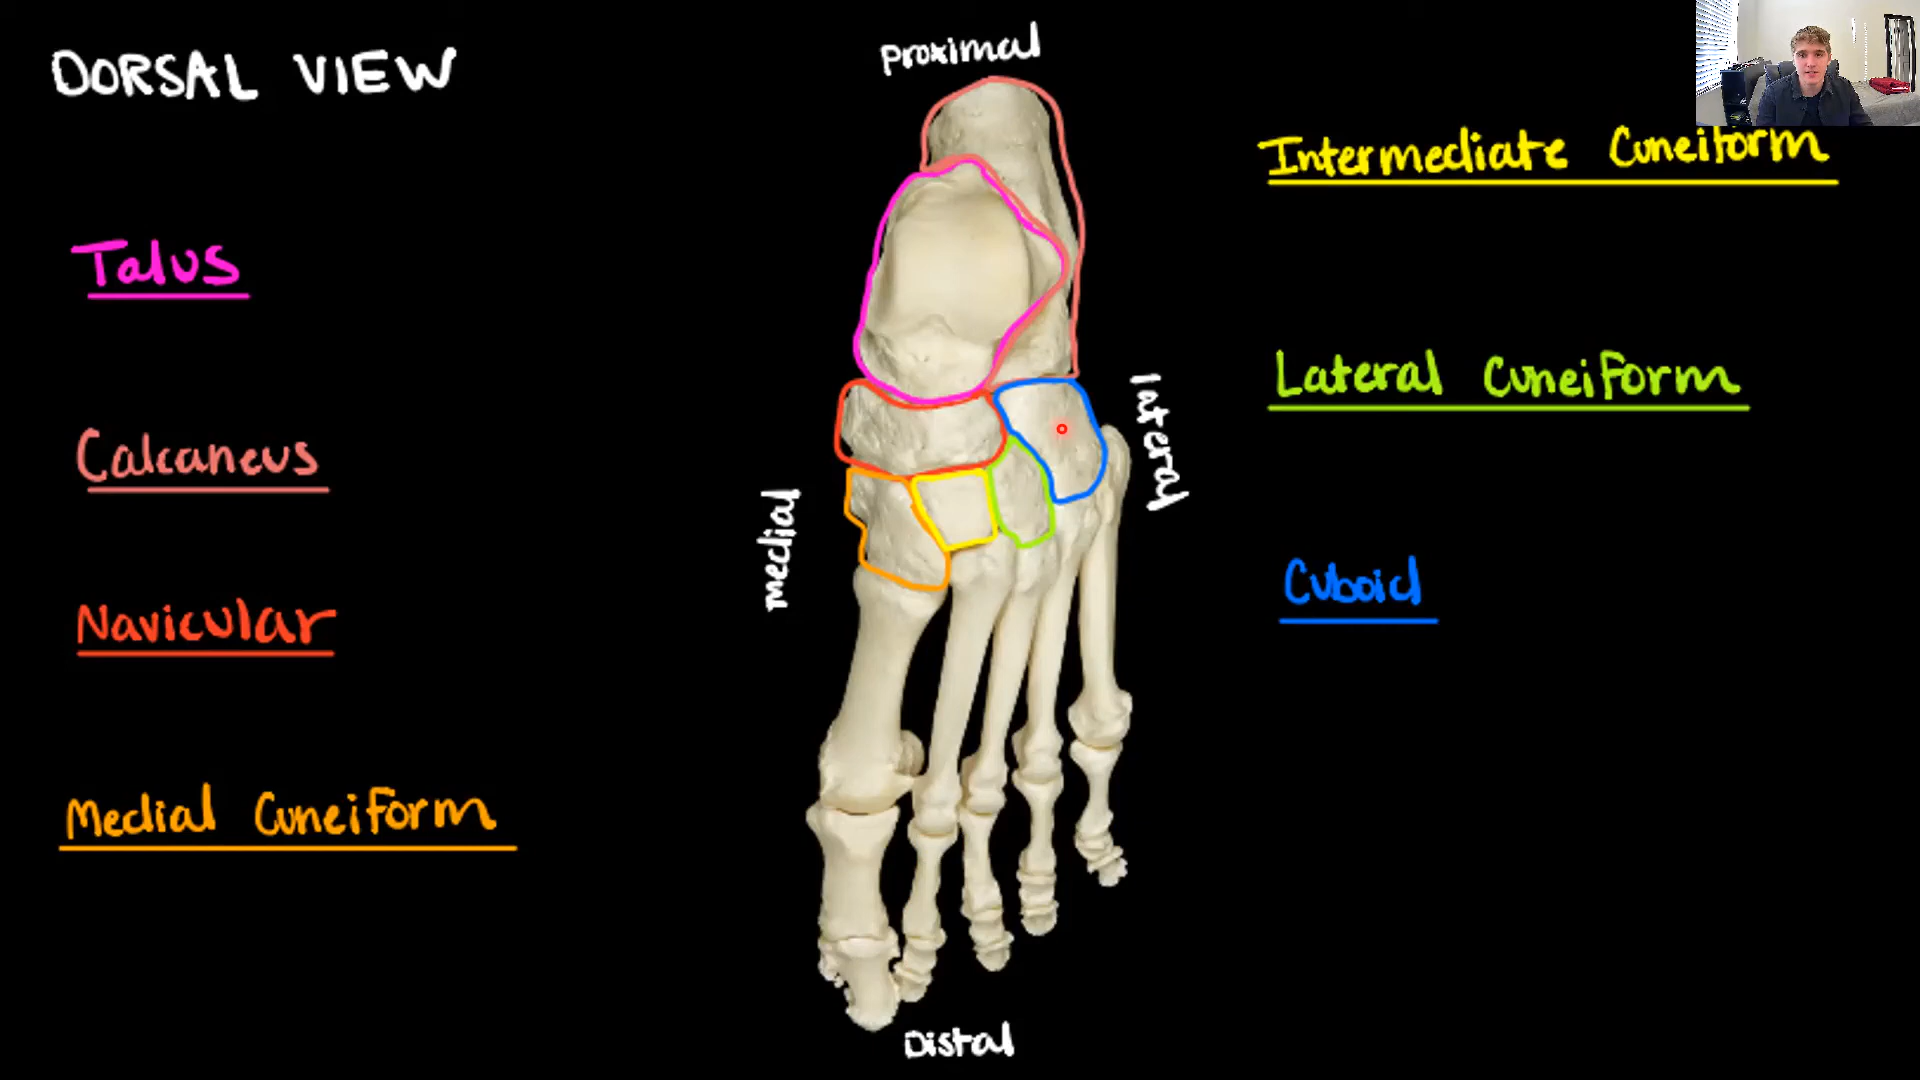 DORSAL VIEW
Proximal
Intermediate Cuneiform
Talus
Lateral Cuneiform
lateral
Calcaneus
medial
Cuboid
Navicular
Medial Cuneiform
Distal